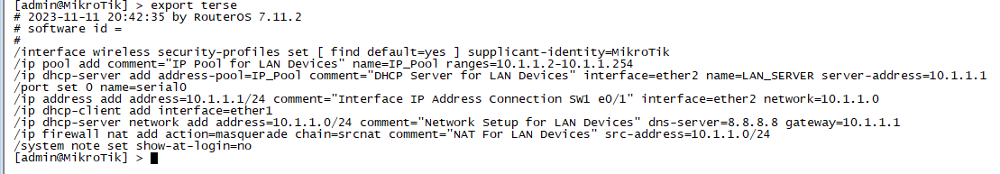 [admin@MikroTik] > export terse
# 2023-11-11 20:42:35 by RouterOS 7.11.2
# software id =
#
/interface wireless security-profiles set [ find default=yes ] supplicant-identity=MikroTik
/ip pool add comment="IP Pool for LAN Devices" name=IP_Pool ranges=10.1.1.2-10.1.1.254
/ip dhcp-server add address-pool=IP_Pool comment="DHCP Server for LAN Devices" interface=ether2 name=LAN_SERVER server-address=10.1.1.1
/port set 0 name=serial0
/ip address add address=10.1.1.1/24 comment="Interface IP Address Connection SW1 e0/1" interface=ether2 network=10.1.1.0
/ip dhcp-client add interface=ether1
/ip dhcp-server network add address=10.1.1.0/24 comment="Network Setup for LAN Devices" dns-server=8.8.8.8 gateway=10.1.1.1
/ip firewall nat add action=masquerade chain=srcnat comment="NAT For LAN Devices" src-address=10.1.1.0/24
/system note set show-at-login=no
[admin@MikroTik] >